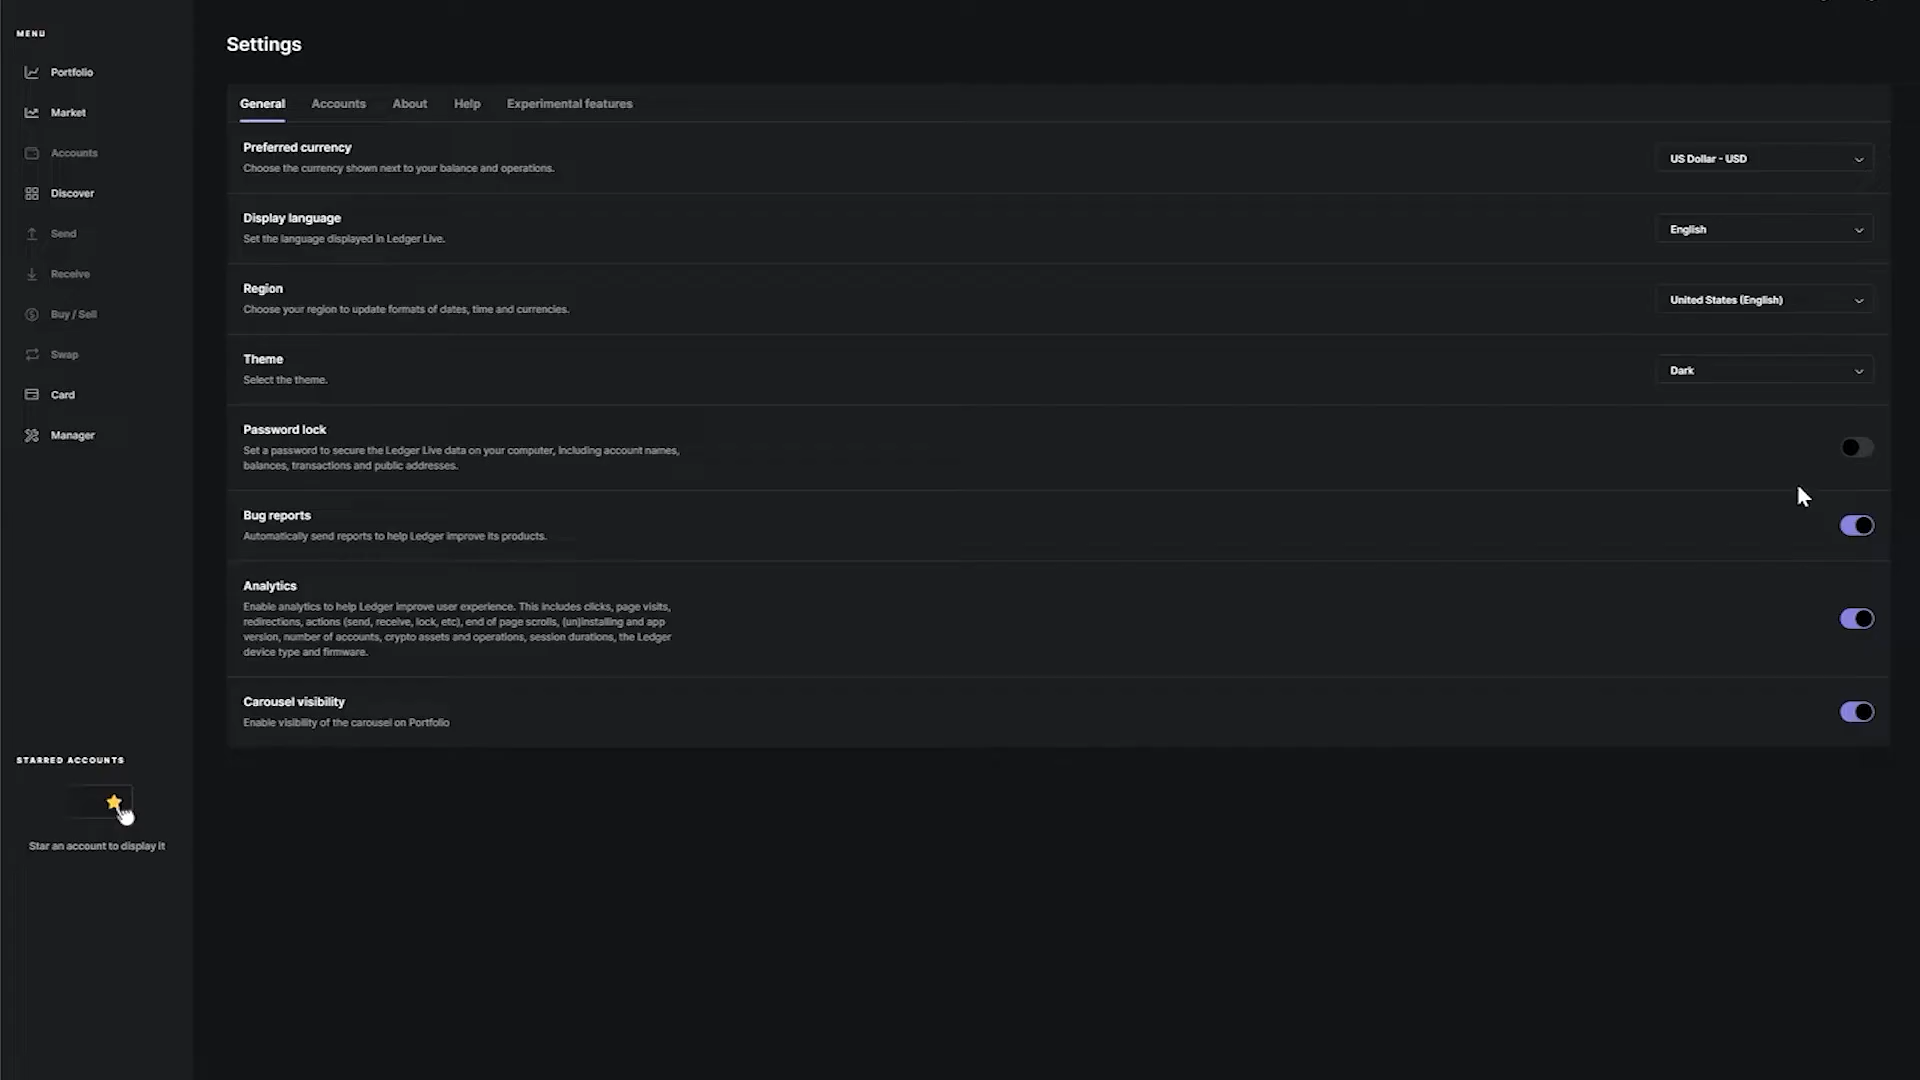 MENU
Portfolio
Market
Accounts
Discover
Send
Receive
Buy / Sell
Swap
Card
Manager
STARRED ACCOUNTS
Star an account to display it
Settings
General Accounts About Help Experimental features
Preferred currency
Choose the currency shown next to your balance and operations.
US Dollar - USD
Display language
Set the language displayed in Ledger Live.
English
Region
Choose your region to update formats of dates, time and currencies.
United States (English)
Theme
Select the theme.
Dark
Password lock
Set a password to secure the Ledger Live data on your computer, including account names,
balances, transactions and public addresses.
Bug reports
Automatically send reports to help Ledger improve its products.
Analytics
Enable analytics to help Ledger improve user experience. This includes clicks, page visits,
redirections, actions (send, receive, lock, etc), end of page scrolls, (un)installing and app
version, number of accounts, crypto assets and operations, session durations, the Ledger
device type and firmware.
Carousel visibility
Enable visibility of the carousel on Portfolio